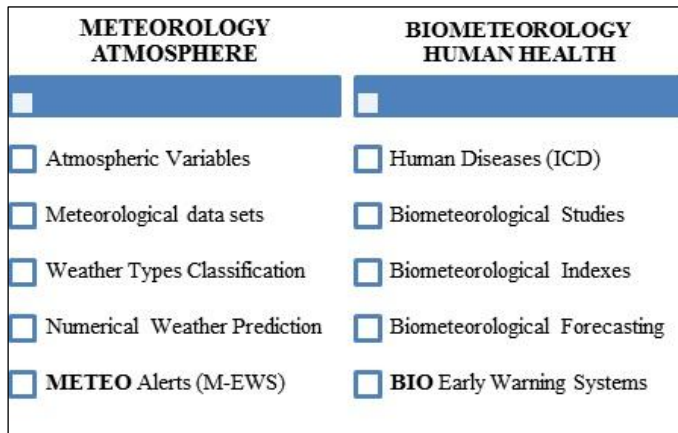 METEOROLOGY
ATMOSPHERE
Atmospheric Variables
Meteorological data sets
Weather Types Classification
Numerical Weather Prediction
METEO Alerts (M-EWS)
BIOMETEOROLOGY
HUMAN HEALTH
Human Diseases (ICD)
Biometeorological Studies
Biometeorological Indexes
Biometeorological Forecasting
BIO Early Warning Systems